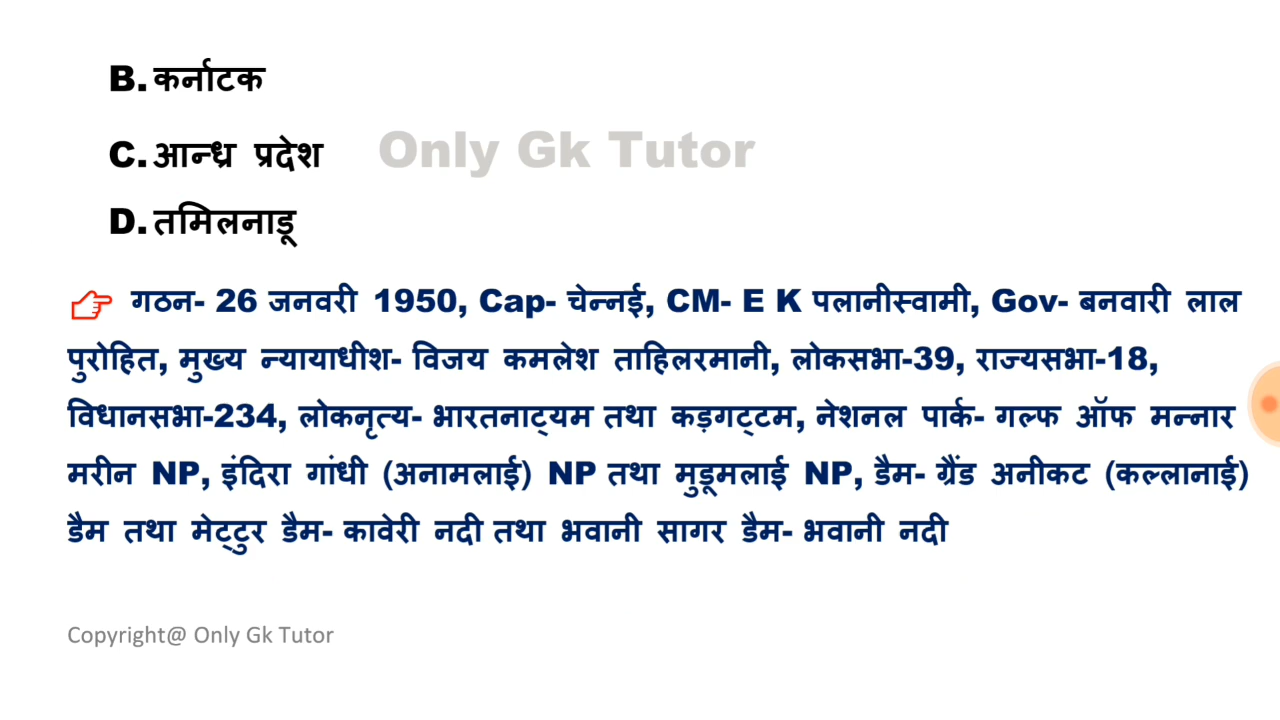 B. कर्नाटक
C. आन्ध्र प्रदेश
Only Gk Tutor
D. तमिलनाडू
गठन- 26 जनवरी 1950, Cap- चेन्नई, CM- E K पलानीस्वामी, Gov- बनवारी लाल
पुरोहित, मुख्य न्यायाधीश- विजय कमलेश ताहिलरमानी, लोकसभा-39, राज्यसभा-18,
विधानसभा-234, लोकनृत्य- भारतनाट्यम तथा कड़गट्टम, नेशनल पार्क- गल्फ ऑफ मन्नार
मरीन NP, इंदिरा गांधी (अनामलाई) NP तथा मुडूमलाई NP, डैम- ग्रैंड अनीकट (कल्लानाई)
डैम तथा मेट्टुर डैम- कावेरी नदी तथा भवानी सागर डैम- भवानी नदी
Copyright@ Only Gk Tutor